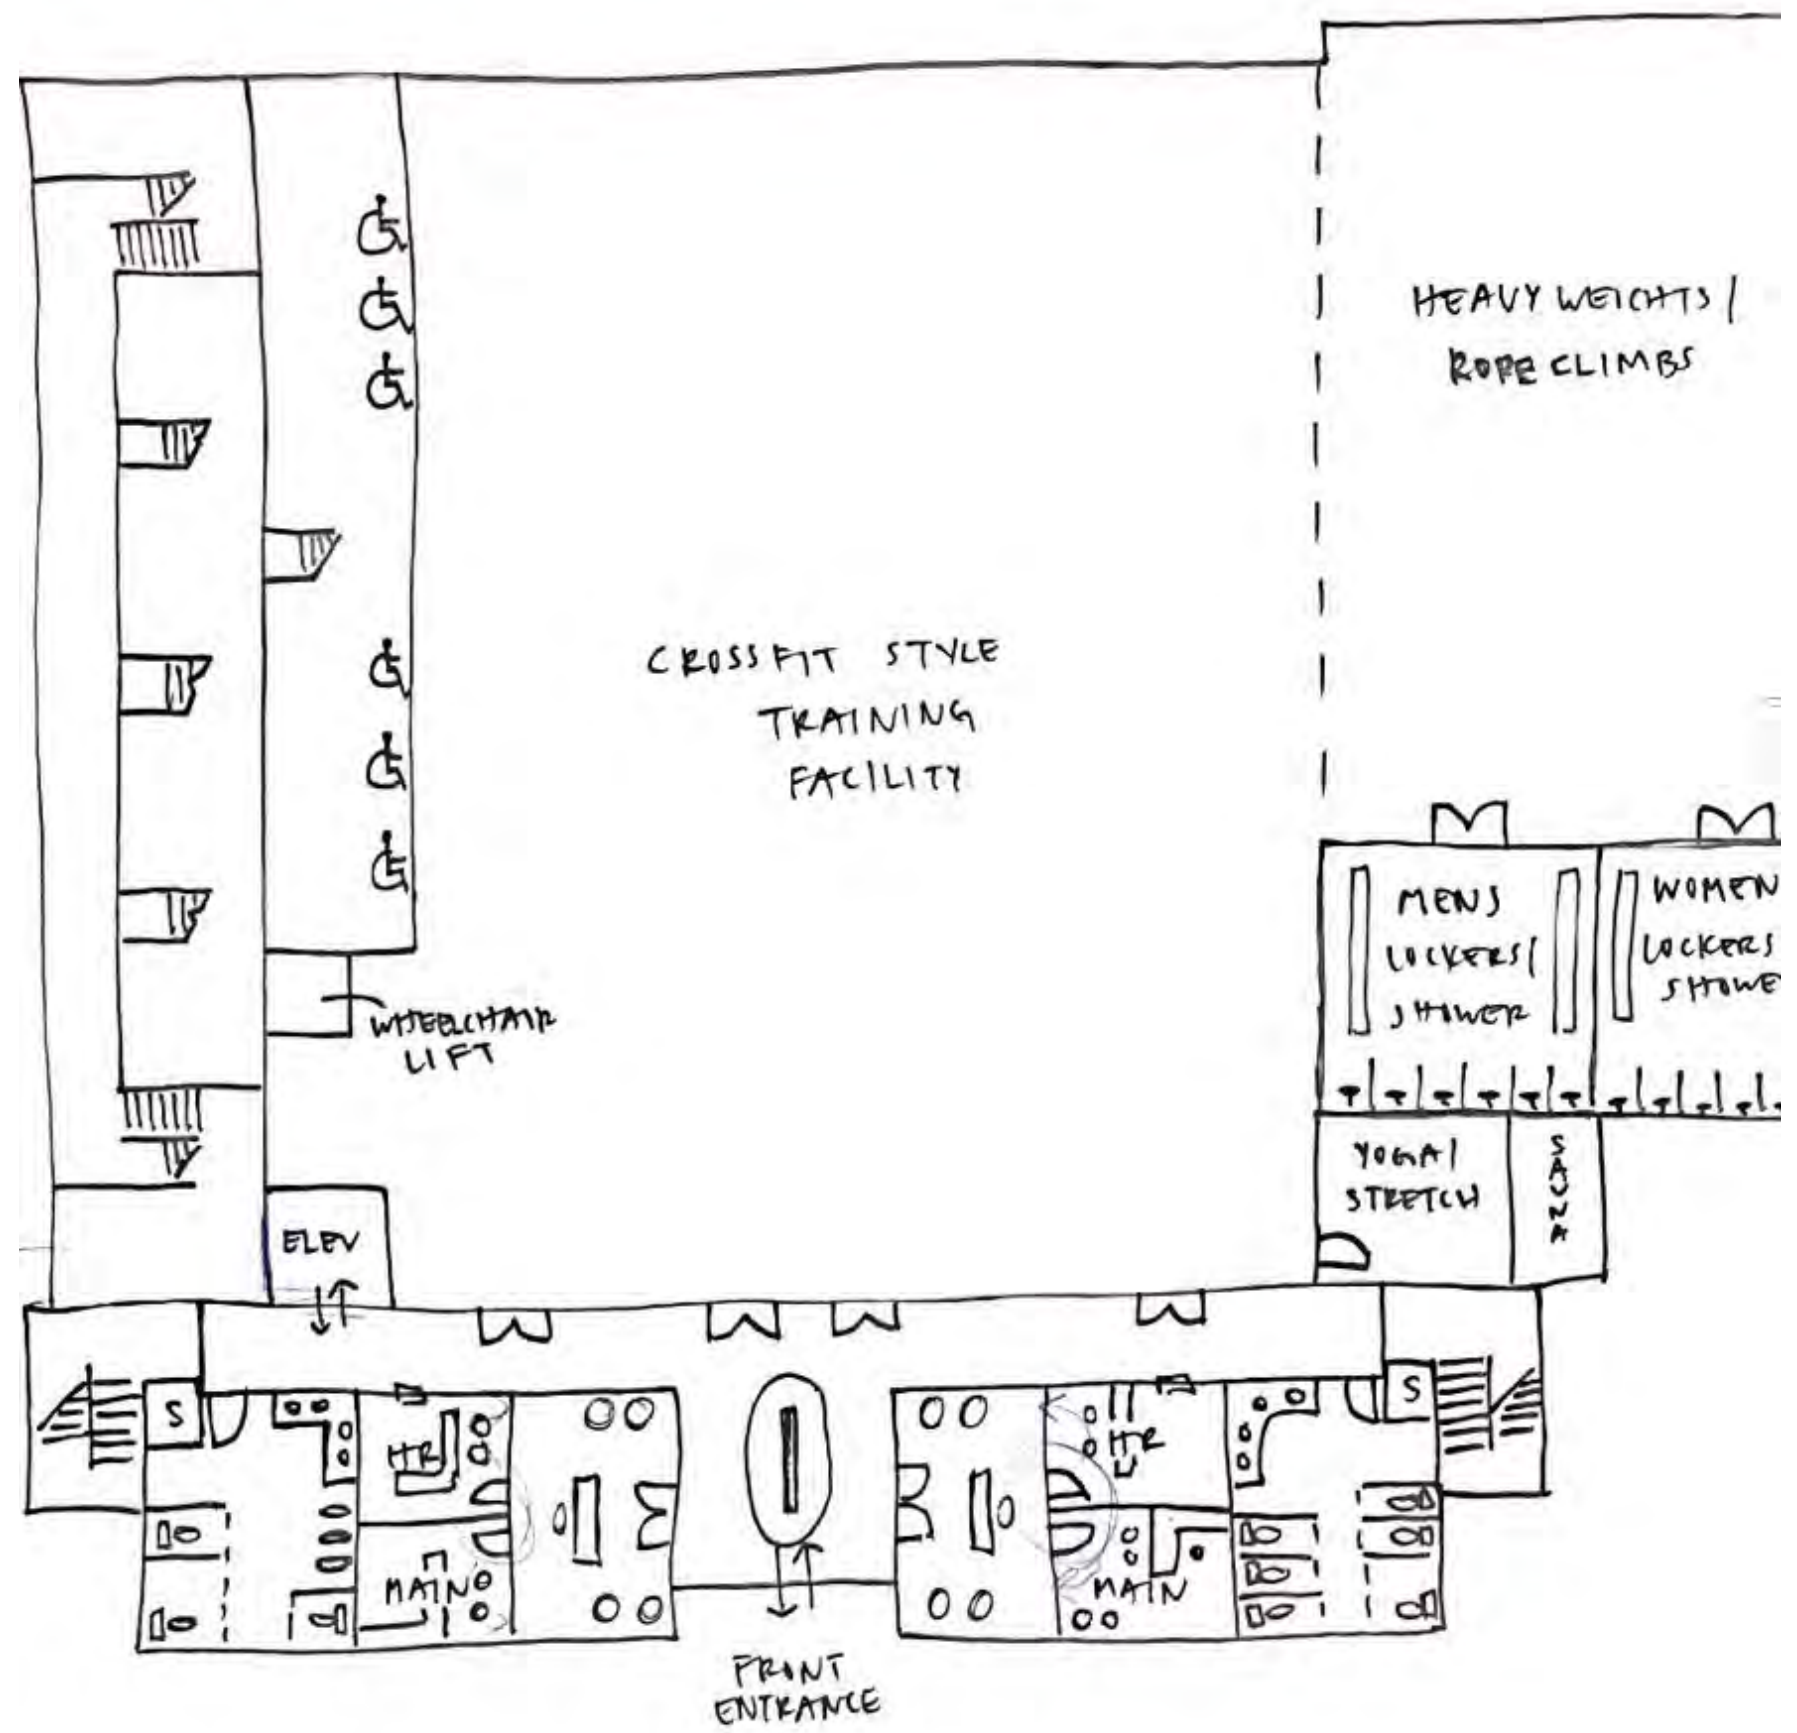 HEAVY WEIGHTS/
ROPE CLIMBS
CROSSFIT STYLE
TRAINING
FACILITY
MENS
LOCKERS/
SHOWER
WOMEN
LOCKERS
SHOWE
WHEELCHAIR
LIFT
YOGA/
STRETCH
SAUNA
ELEV
S
S
HR
HR
MAIN
MAIN
FRONT
ENTRANCE